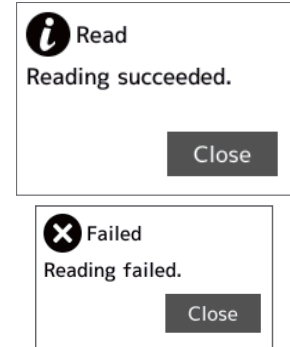 Read
Reading succeeded.
Close
Failed
Reading failed.
Close